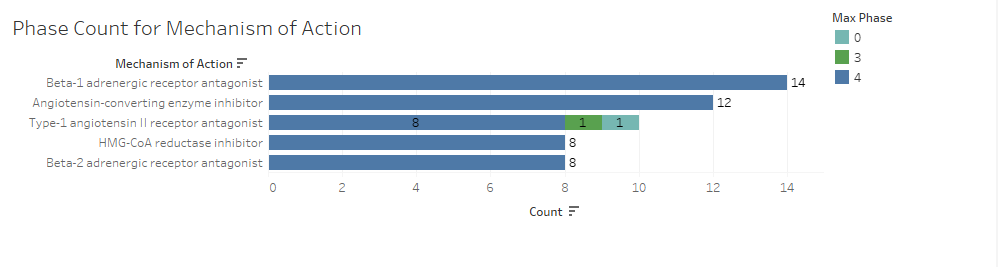 Phase Count for Mechanism of Action
Max Phase
0
3
4
Mechanism of Action
Beta-1 adrenergic receptor antagonist 14
Angiotensin-converting enzyme inhibitor 12
Type-1 angiotensin II receptor antagonist 8 1 1
HMG-CoA reductase inhibitor 8
Beta-2 adrenergic receptor antagonist 8
0 2 4 6 8 10 12 14
Count